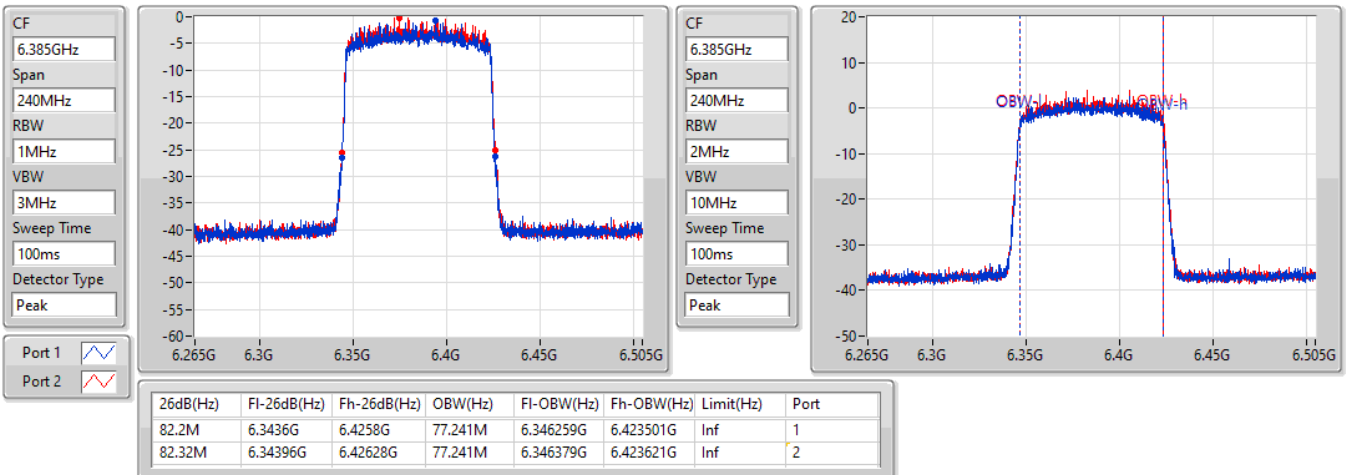 CF
6.385GHz
Span
240MHz
RBW
1MHz
VBW
3MHz
Sweep Time
100ms
Detector Type
Peak
Port 1
Port 2
0-
-5-
-10-
-15-
-20-
-25-
-30-
-35-
-40-
-45-
-50-
-55-
-60-
6.265G 6.3G 6.35G 6.4G 6.45G 6.505G
CF
6.385GHz
Span
240MHz
RBW
2MHz
VBW
10MHz
Sweep Time
100ms
Detector Type
Peak
20-
10-
0-
-10-
-20-
-30-
-40-
-50-
OBW-l OBW-h
6.265G 6.3G 6.35G 6.4G 6.45G 6.505G
26dB(Hz) Fl-26dB(Hz) Fh-26dB(Hz) OBW(Hz) Fl-OBW(Hz) Fh-OBW(Hz) Limit(Hz) Port
82.2M 6.3436G 6.4258G 77.241M 6.346259G 6.423501G Inf 1
82.32M 6.34396G 6.42628G 77.241M 6.346379G 6.423621G Inf 2